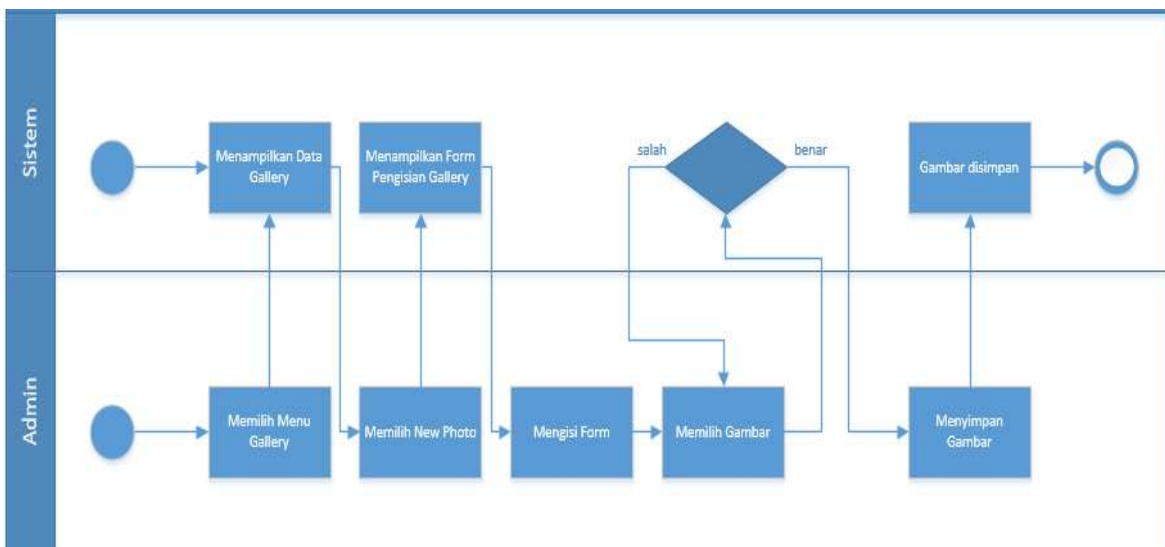 Sistem
Menampilkan Data
Gallery
Menampilkan Form
Pengisian Gallery
salah
benar
Gambar disimpan
Admin
Memilih Menu
Gallery
Memilih New Photo
Mengisi Form
Memilih Gambar
Menyimpan
Gambar